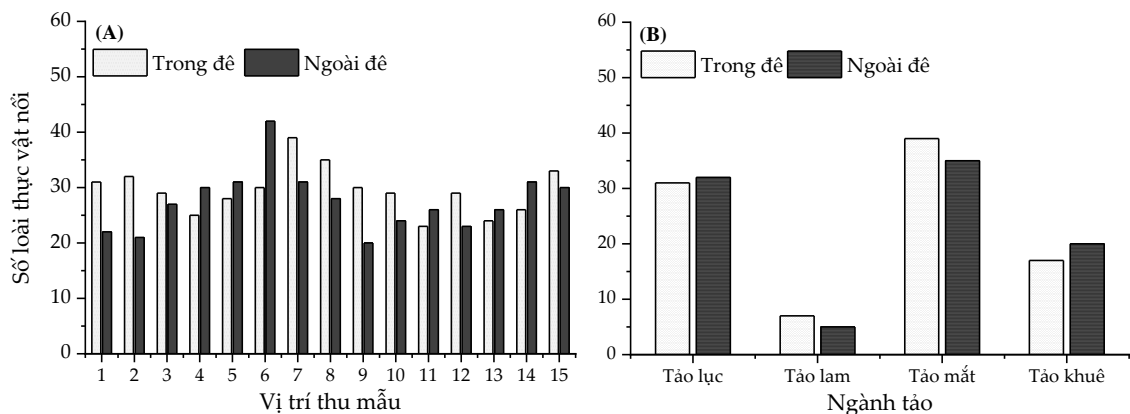 (A)
Trong đê
Ngoài đê
Số loài thực vật nổi
60
50
40
30
20
10
0
1 2 3 4 5 6 7 8 9 10 11 12 13 14 15
Vị trí thu mẫu
(B)
Trong đê
Ngoài đê
60
50
40
30
20
10
0
Tảo lục Tảo lam Tảo mắt Tảo khuê
Ngành tảo